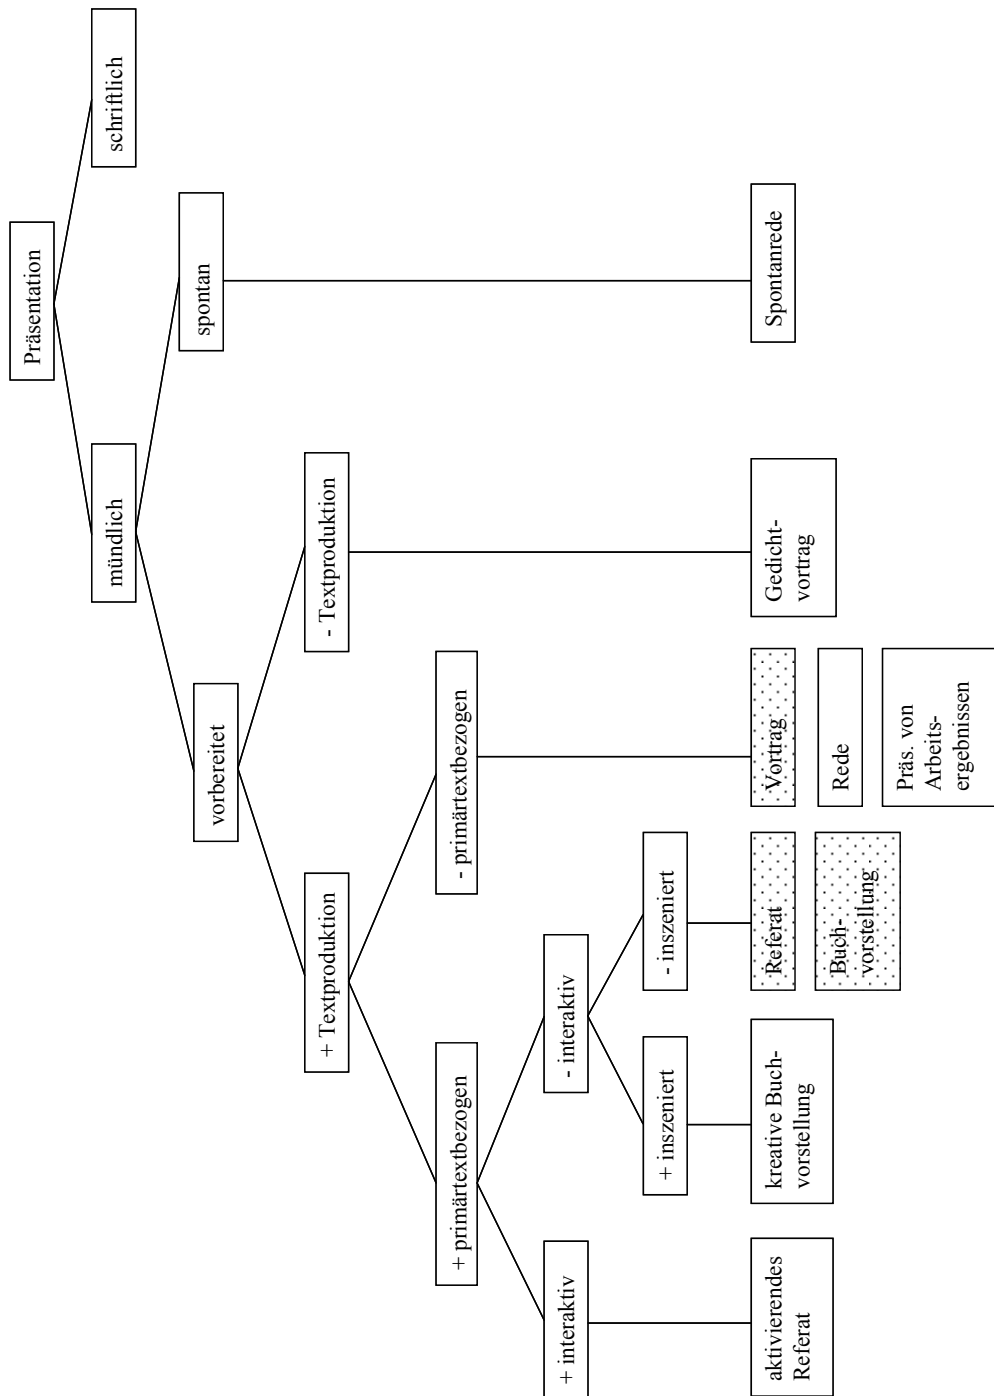 Präsentation
mündlich
schriftlich
vorbereitet
spontan
+ Textproduktion
- Textproduktion
+ primärtextbezogen
- primärtextbezogen
+ interaktiv
- interaktiv
+ inszeniert
- inszeniert
aktivierendes
Referat
kreative Buch-
vorstellung
Referat
Buch-
vorstellung
Vortrag
Rede
Präs. von
Arbeits-
ergebnissen
Gedicht-
vortrag
Spontanrede